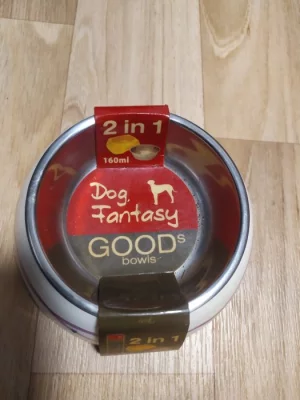 2 in 1
160ml
Dog
Fantasy
GOODs
bowls
2 in 1